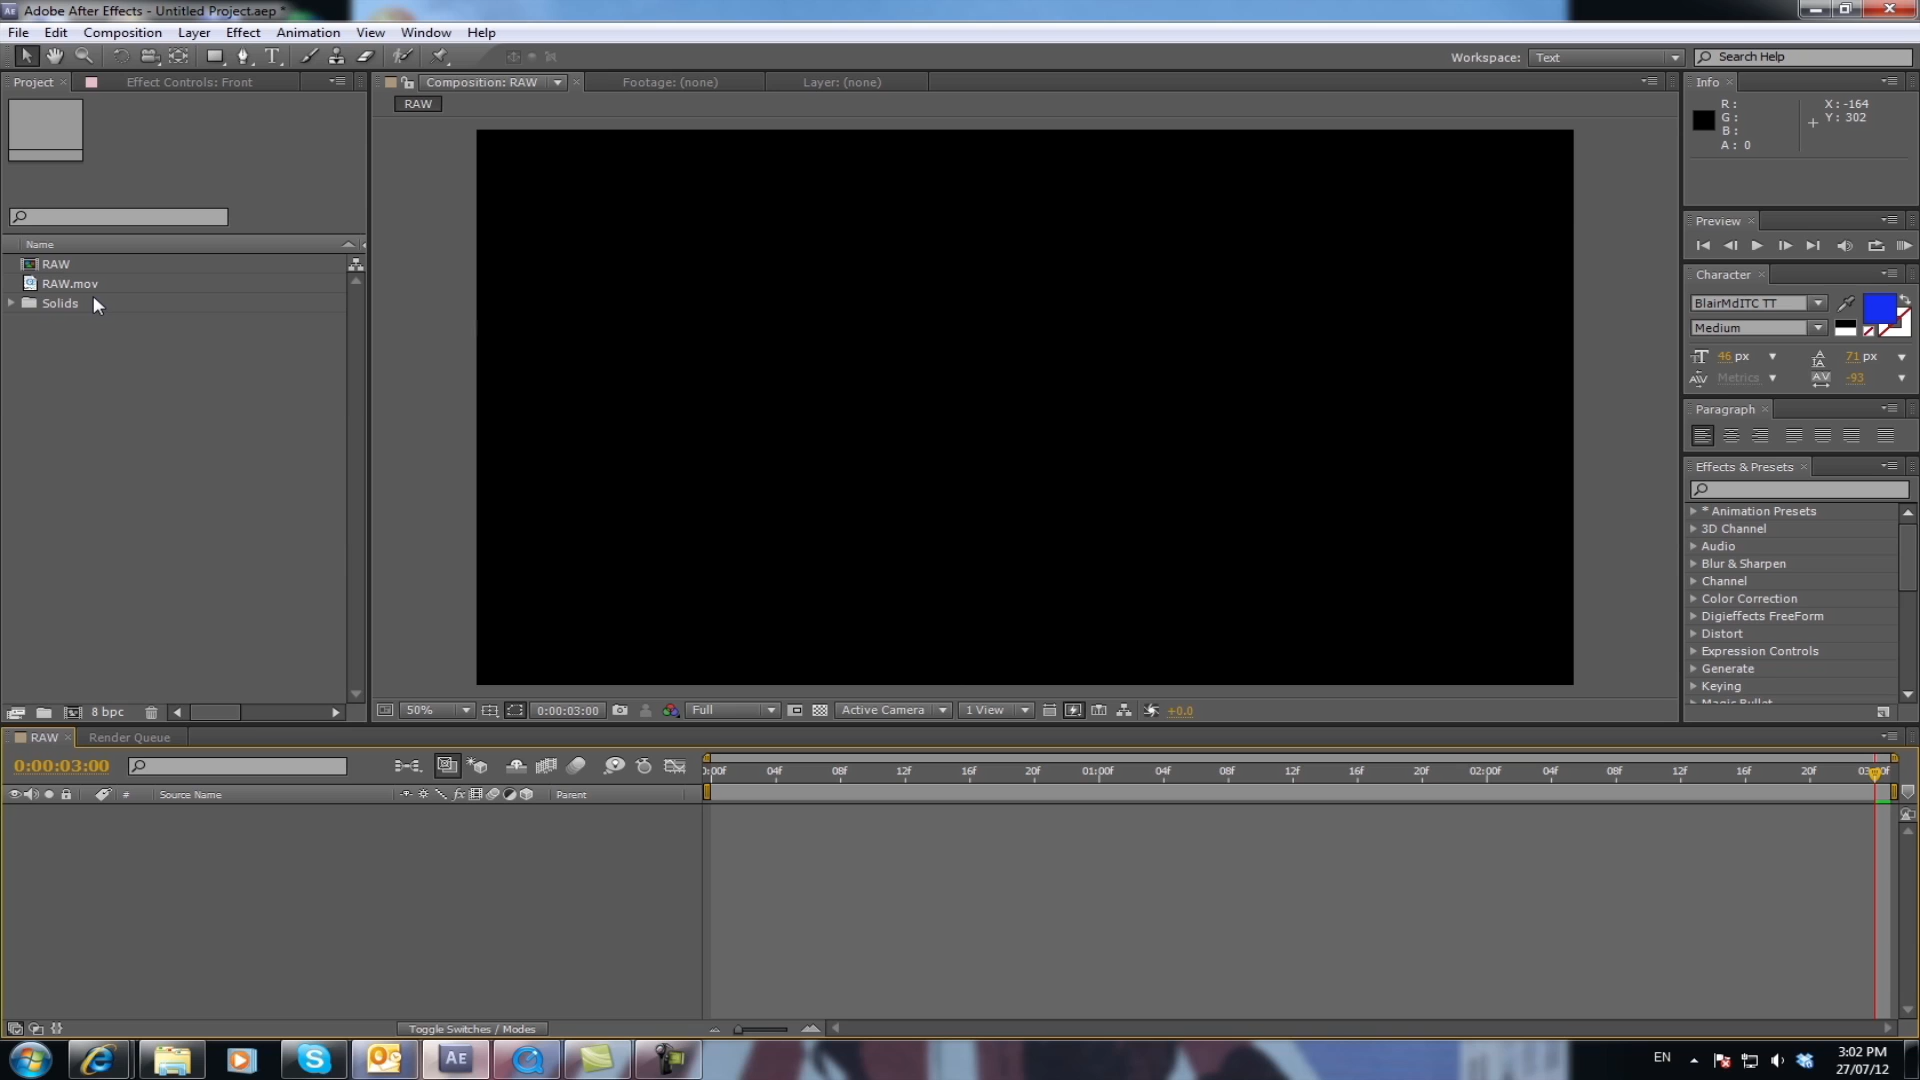 Adobe After Effects - Untitled Project.aep *
File Edit Composition Layer Effect Animation View Window Help
Workspace: Text Search Help
Project Effect Controls: Front
Composition: RAW Footage: (none) Layer: (none)
RAW
Info
R:
G:
B:
A: 0
X: -164
Y: 302
Name
RAW
RAW.mov
Solids
Preview
Character
BlairMdITC TT
Medium
46 px 71 px
Metrics -93
Paragraph
Effects & Presets
* Animation Presets
3D Channel
Audio
Blur & Sharpen
Channel
Color Correction
Digieffects FreeForm
Distort
Expression Controls
Generate
Keying
Magic Bullet
8 bpc
50% 0:00:03:00 Full Active Camera 1 View +0.0
RAW Render Queue
0:00:03:00
04f 08f 12f 16f 20f 01:00f 04f 08f 12f 16f 20f 02:00f 04f 08f 12f 16f 20f
# Source Name Parent
Toggle Switches / Modes
EN
3:02 PM
27/07/12